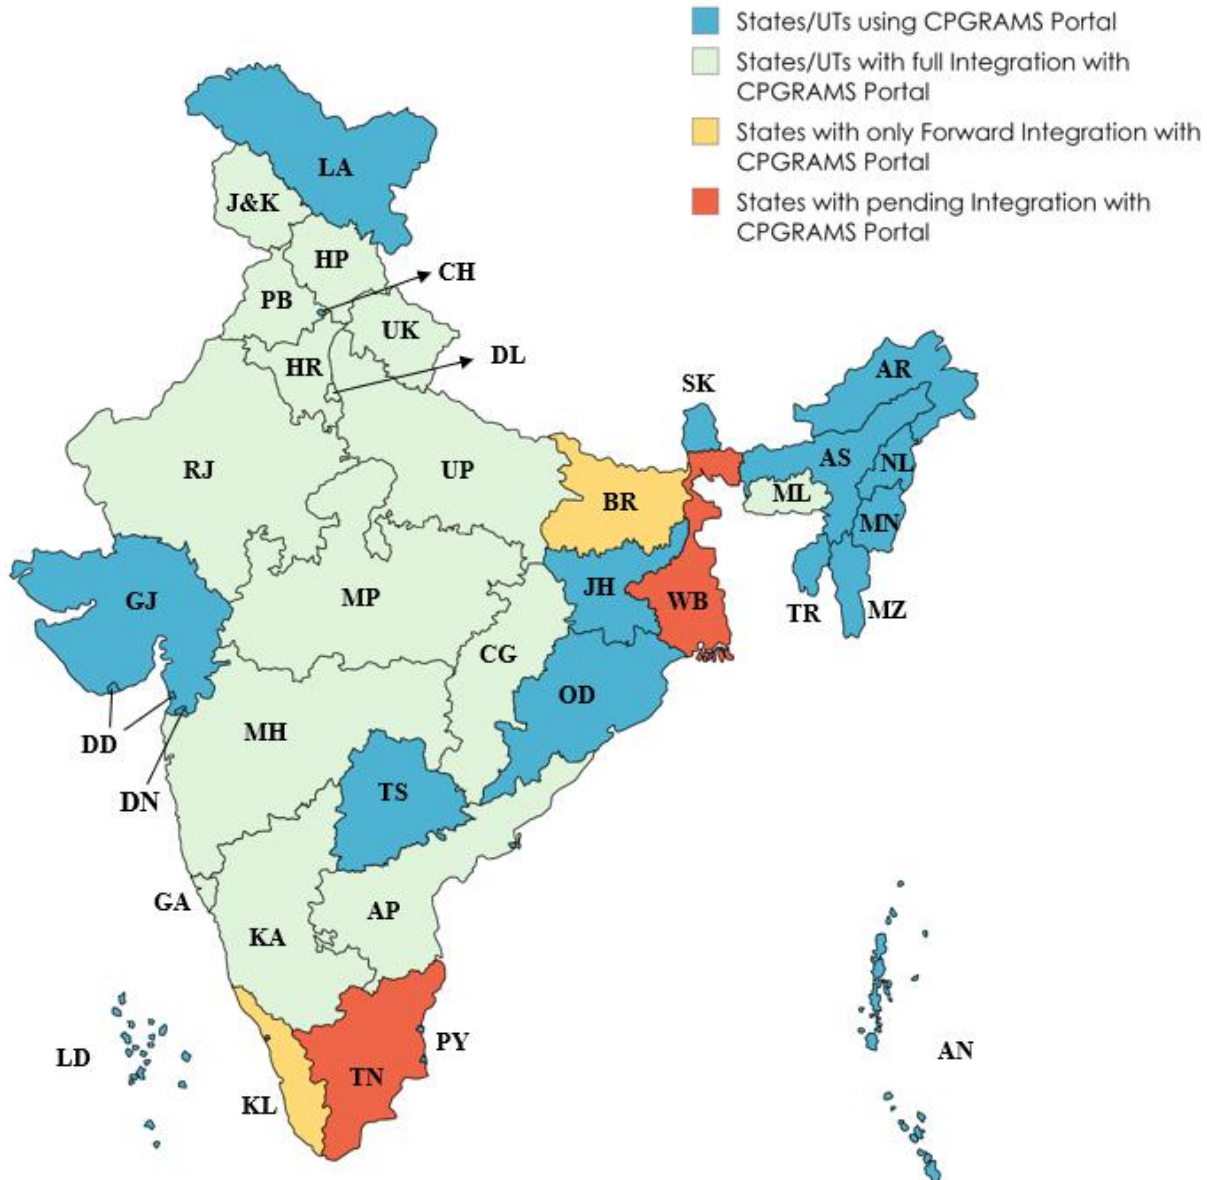 States/UTs using CPGRAMS Portal
States/UTs with full Integration with
CPGRAMS Portal
States with only Forward Integration with
CPGRAMS Portal
States with pending Integration with
CPGRAMS Portal
LA
J&K
HP
CH
PB
UK
HR
DL
SK
AR
RJ
UP
AS
NL
BR
ML
MN
GJ
MP
JH
WB
TR
MZ
CG
OD
MH
DD
DN
TS
GA
AP
KA
LD
PY
AN
TN
KL